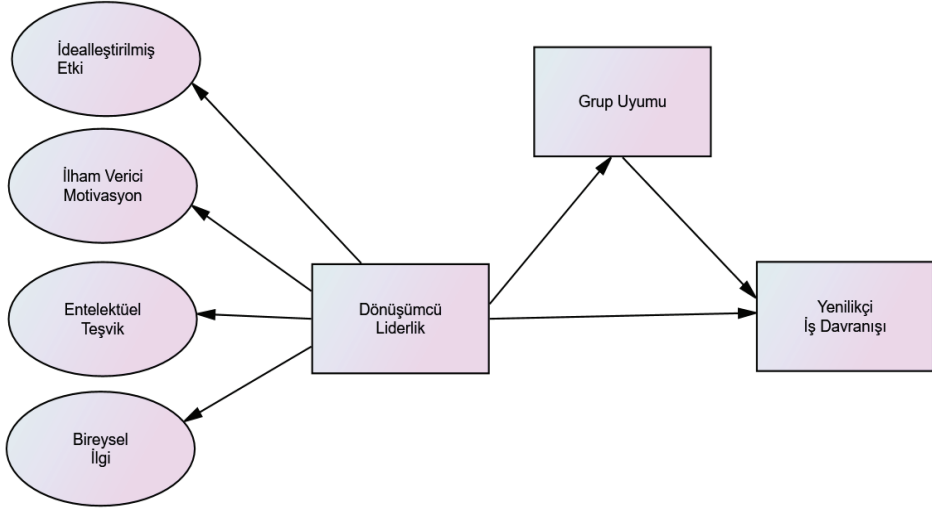 İdealleştirilmiş
Etki
İlham Verici
Motivasyon
Entelektüel
Teşvik
Bireysel
İlgi
Dönüşümcü
Liderlik
Grup Uyumu
Yenilikçi
İş Davranışı